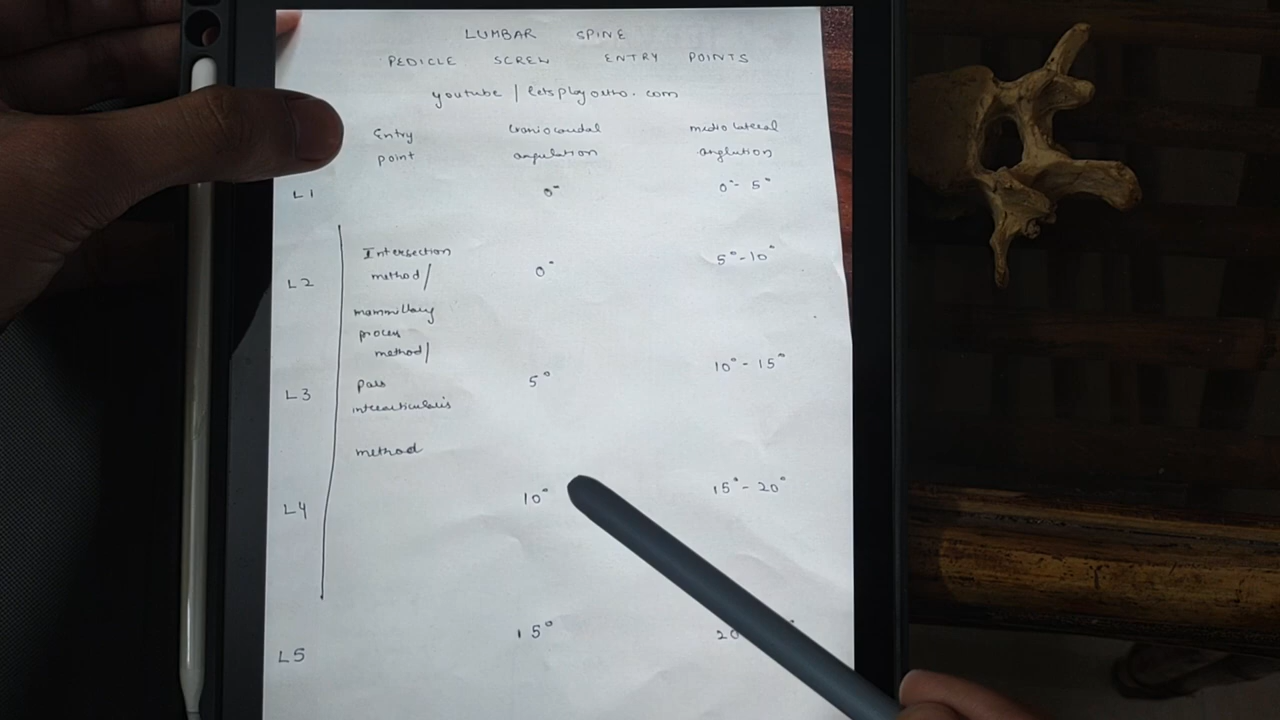 LUMBAR SPINE
PEDICLE SCREW ENTRY POINTS
youtube / letsplayortho.com
Entry craniocaudal mediolateral
point angulation anglution
L1 0° 0°- 5°
Intersection
method/
L2 0° 5°-10°
mammillary
process
method/
L3 5° 10°- 15°
pars
interarticularis
method
L4 10° 15°- 20°
L5 15° 20